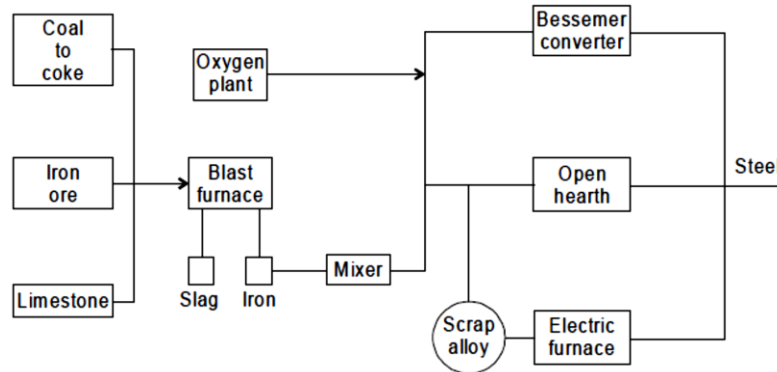 Coal
to
coke
Oxygen
plant
Bessemer
converter
Iron
ore
Blast
furnace
Open
hearth
Steel
Limestone
Slag
Iron
Mixer
Scrap
alloy
Electric
furnace